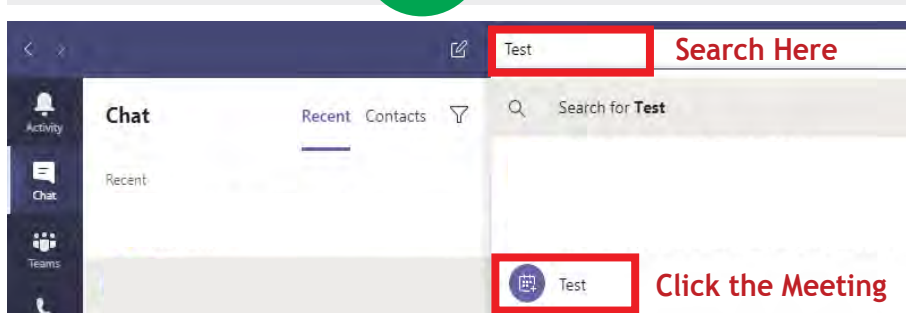 Test Search Here
Activity
Chat Recent Contacts
Search for Test
Recent
Chat
Teams
Test Click the Meeting